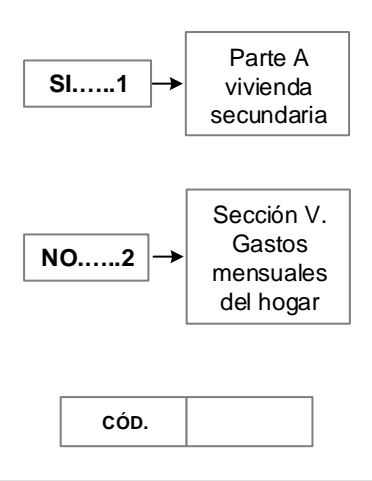 Parte A
SI......1
vivienda
secundaria
Sección V.
Gastos
NO......2
mensuales
del hogar
CÓD.